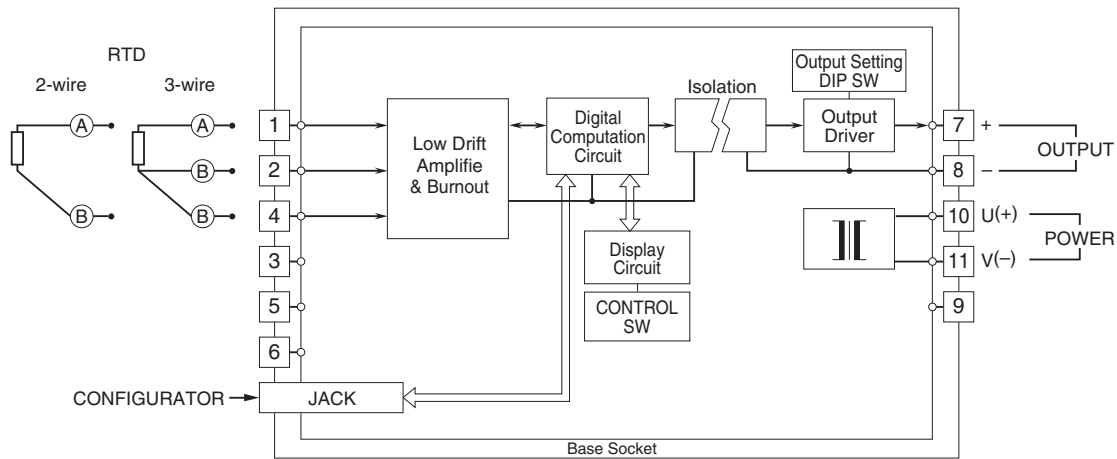 RTD
2-wire
3-wire
A
B
A
B
B
1
2
4
3
5
6
CONFIGURATOR
JACK
Low Drift
Amplifie
& Burnout
Digital
Computation
Circuit
Display
Circuit
CONTROL
SW
Isolation
Output Setting
DIP SW
Output
Driver
7 +
8 −
OUTPUT
10 U(+)
11 V(−)
POWER
9
Base Socket